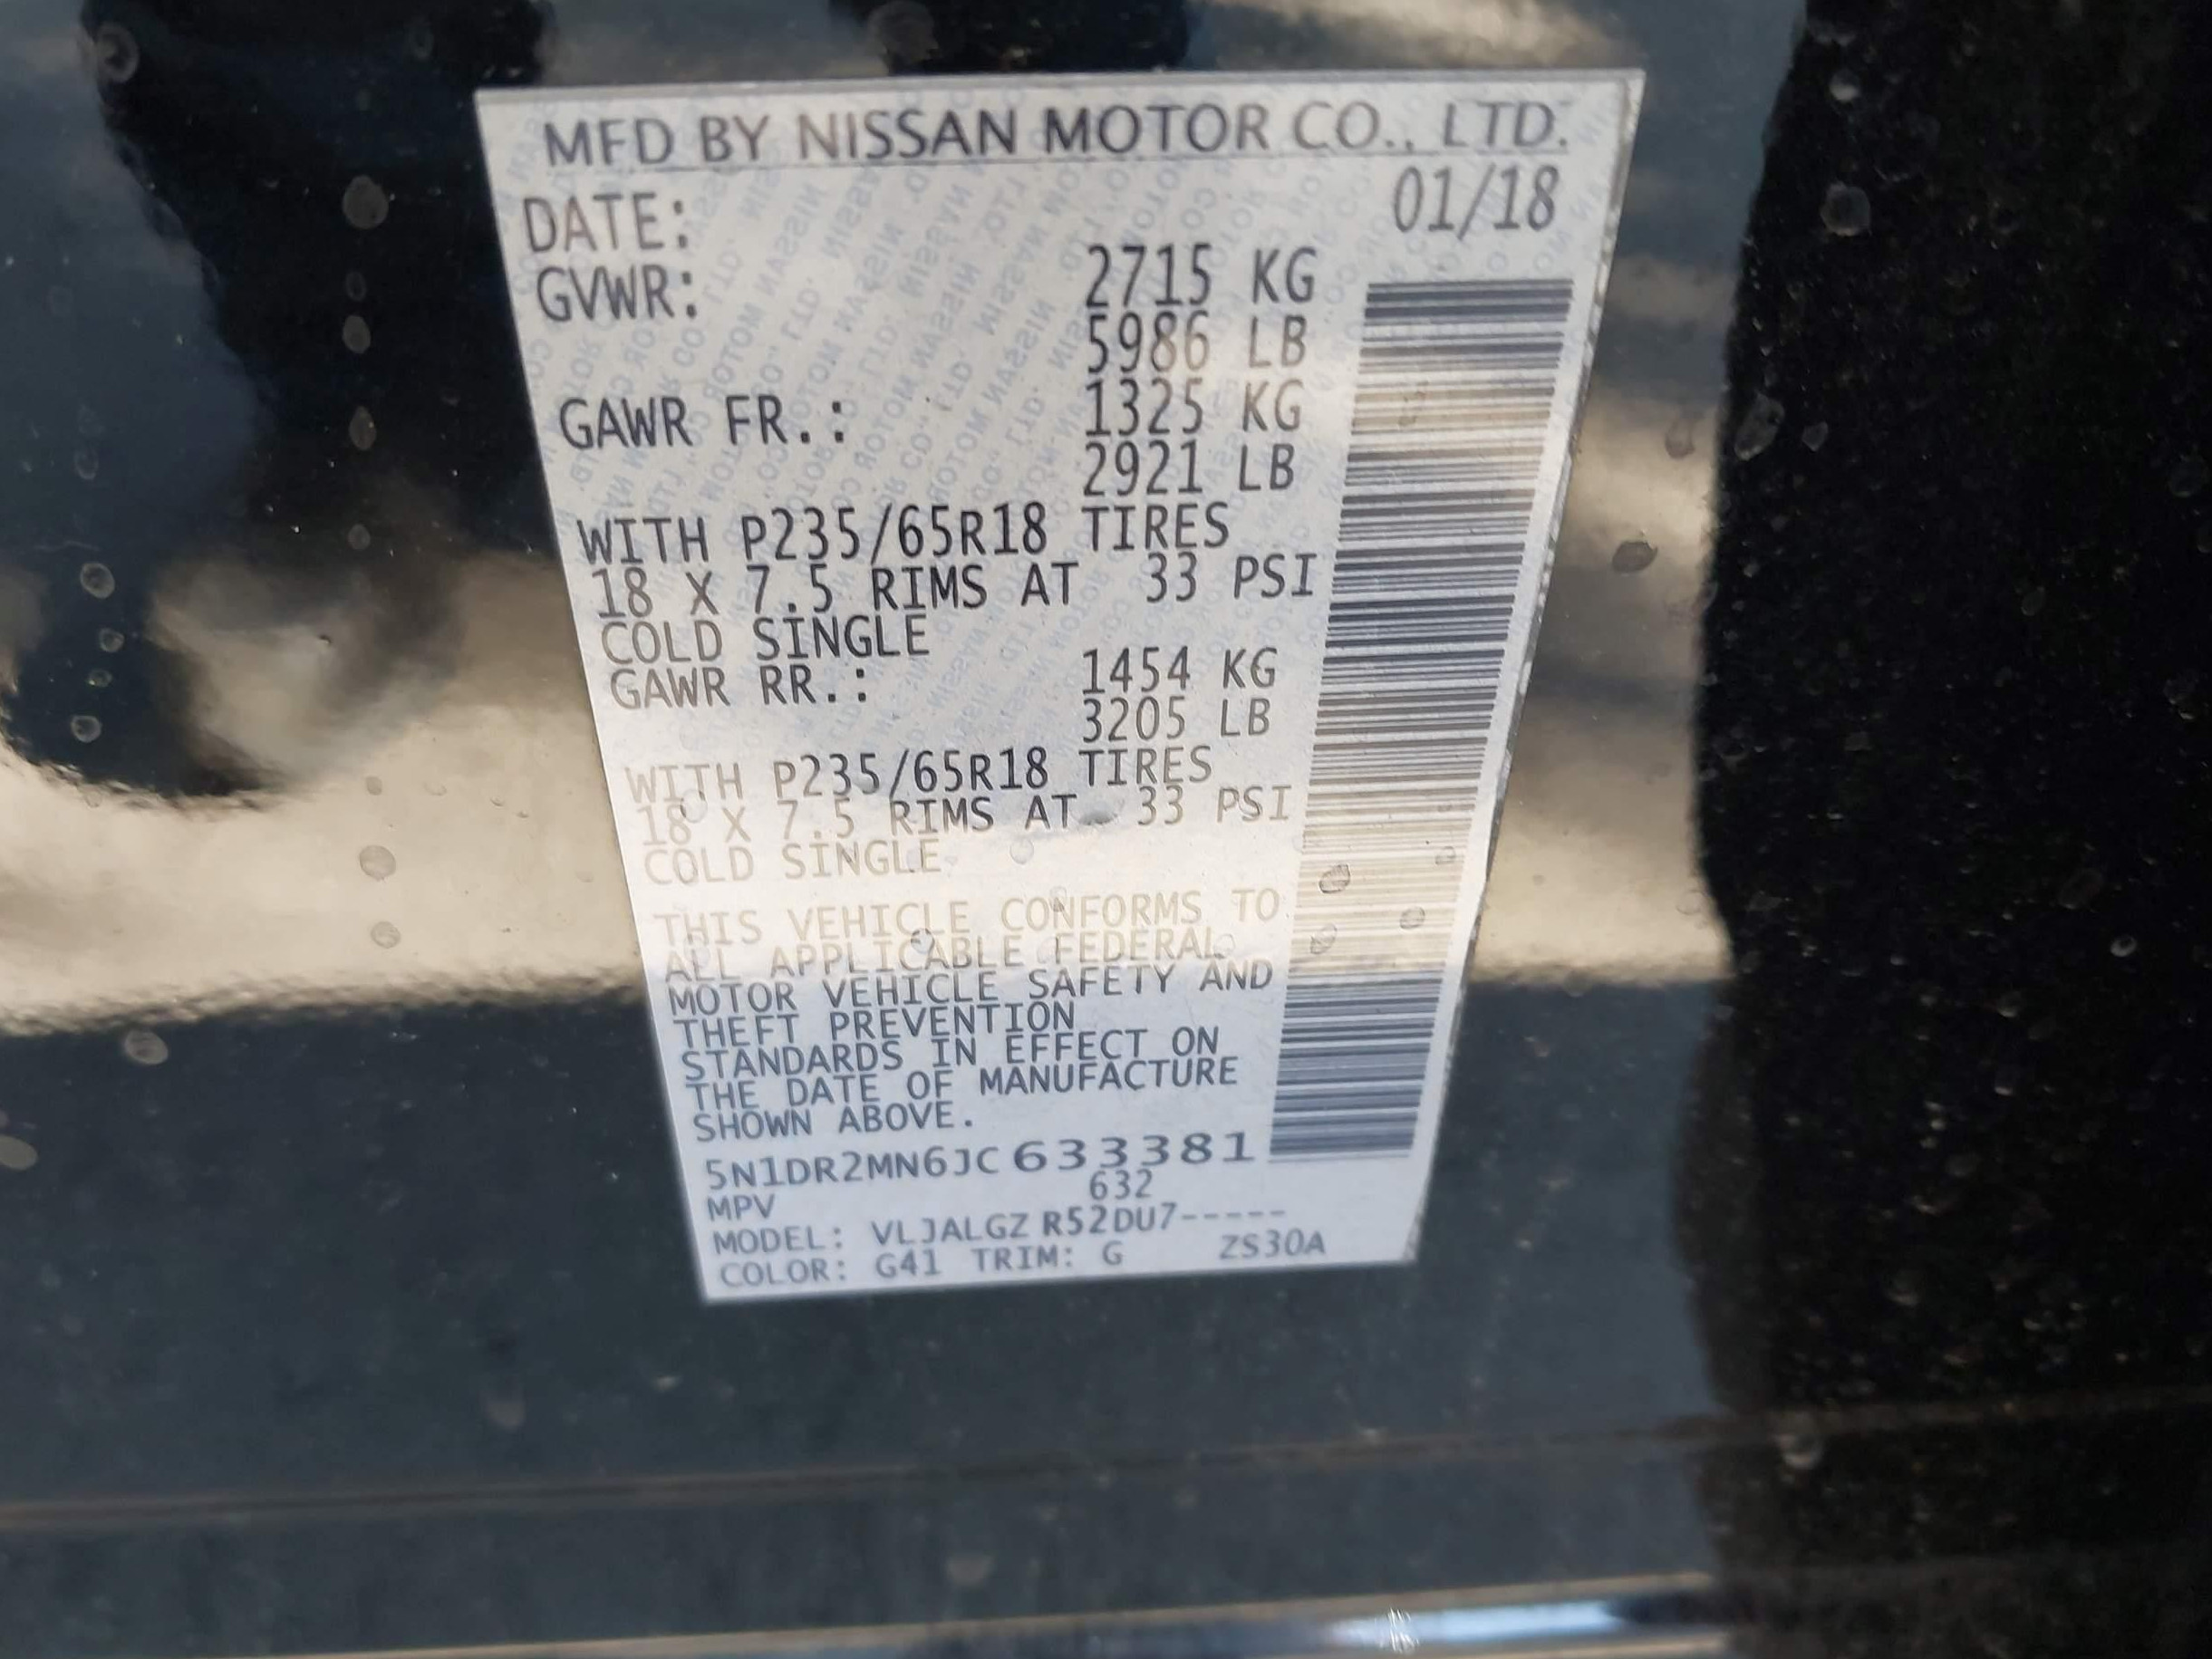 MFD BY NISSAN MOTOR CO., LTD.
DATE: 01/18
GVWR: 2715 KG
5986 LB
GAWR FR.: 1325 KG
2921 LB
WITH P235/65R18 TIRES
18 X 7.5 RIMS AT 33 PSI
COLD SINGLE
GAWR RR.: 1454 KG
3205 LB
WITH P235/65R18 TIRES
18 X 7.5 RIMS AT 33 PSI
COLD SINGLE
THIS VEHICLE CONFORMS TO
ALL APPLICABLE FEDERAL
MOTOR VEHICLE SAFETY AND
THEFT PREVENTION
STANDARDS IN EFFECT ON
THE DATE OF MANUFACTURE
SHOWN ABOVE.
5N1DR2MN6JC633381
MPV 632
MODEL: VLJALGZ R52DU7-----
COLOR: G41 TRIM: G ZS30A